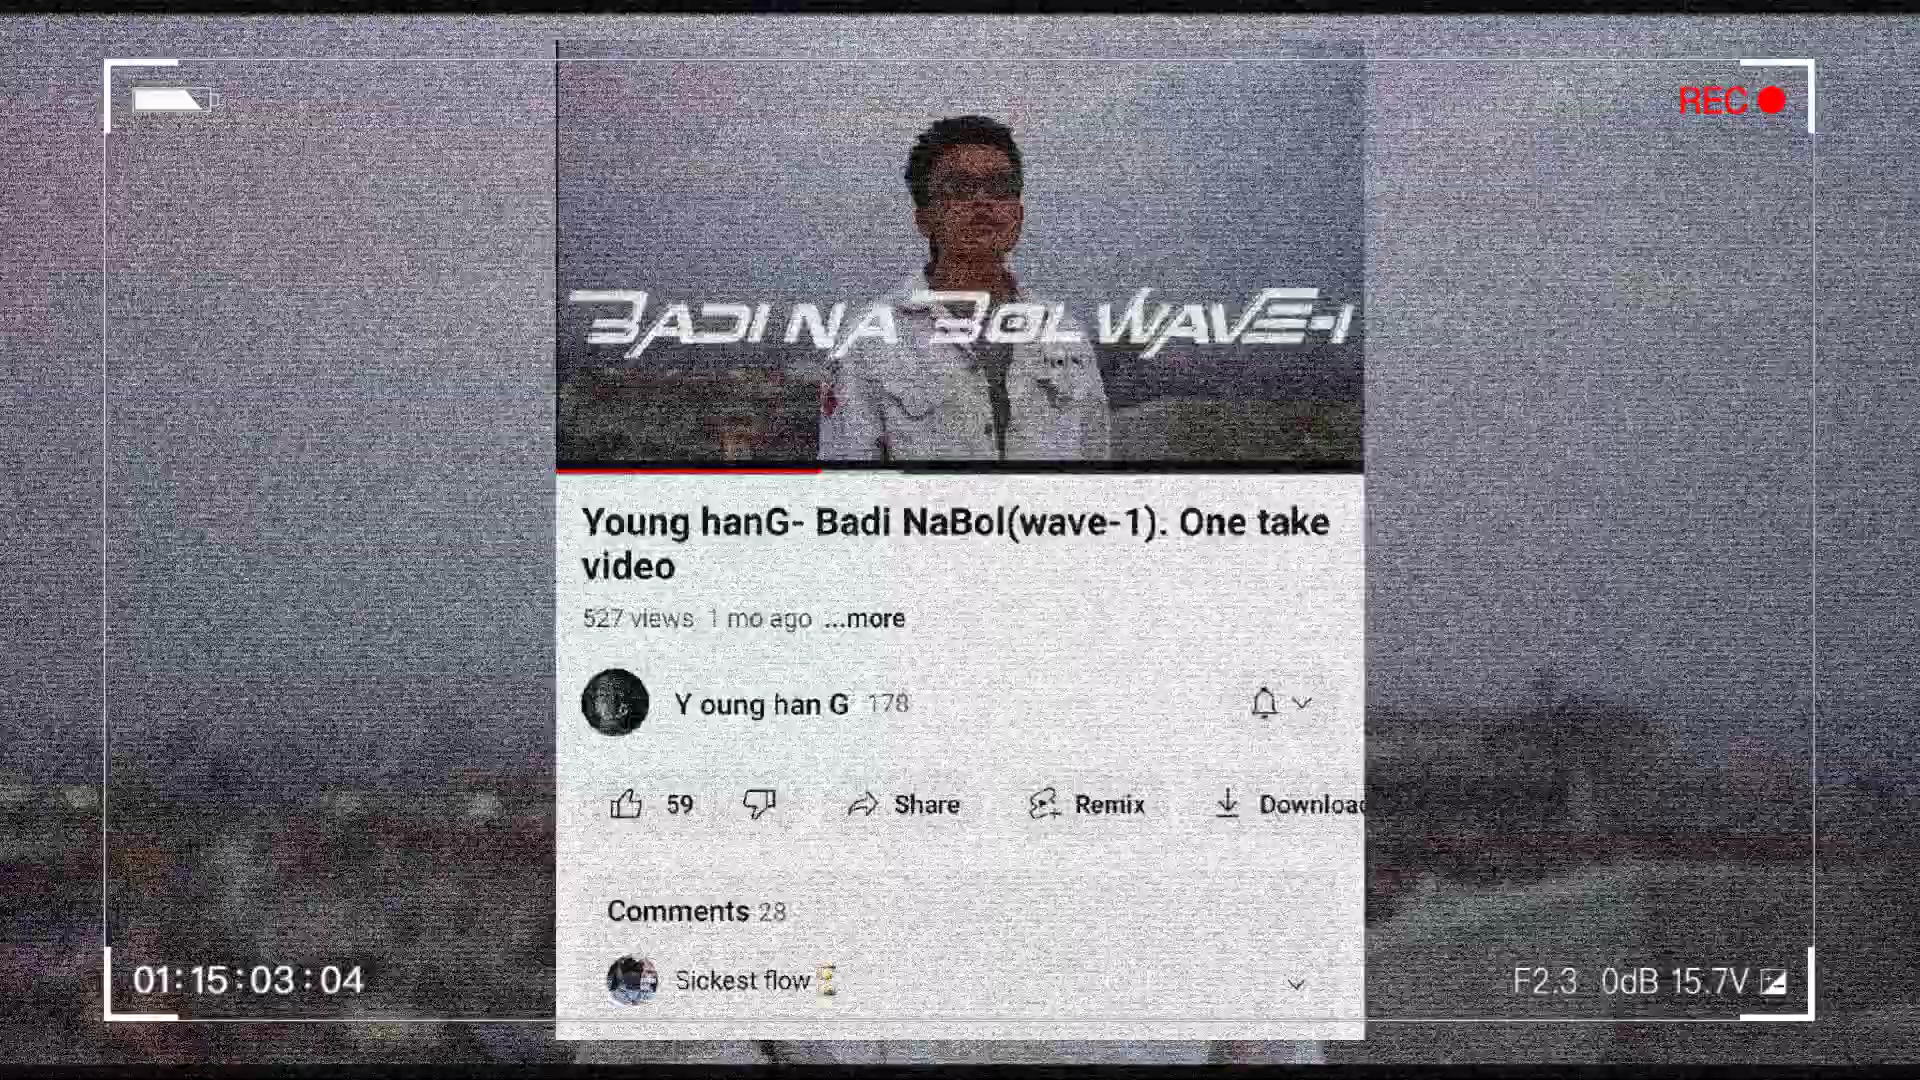 REC
BADI NA BOL WAVE-1
Young hanG- Badi NaBol(wave-1). One take
video
527 views 1 mo ago ...more
Y oung han G 178
59 Share Remix Downloac
Comments 28
Sickest flow⏳
01:15:03:04
F2.3 0dB 15.7V